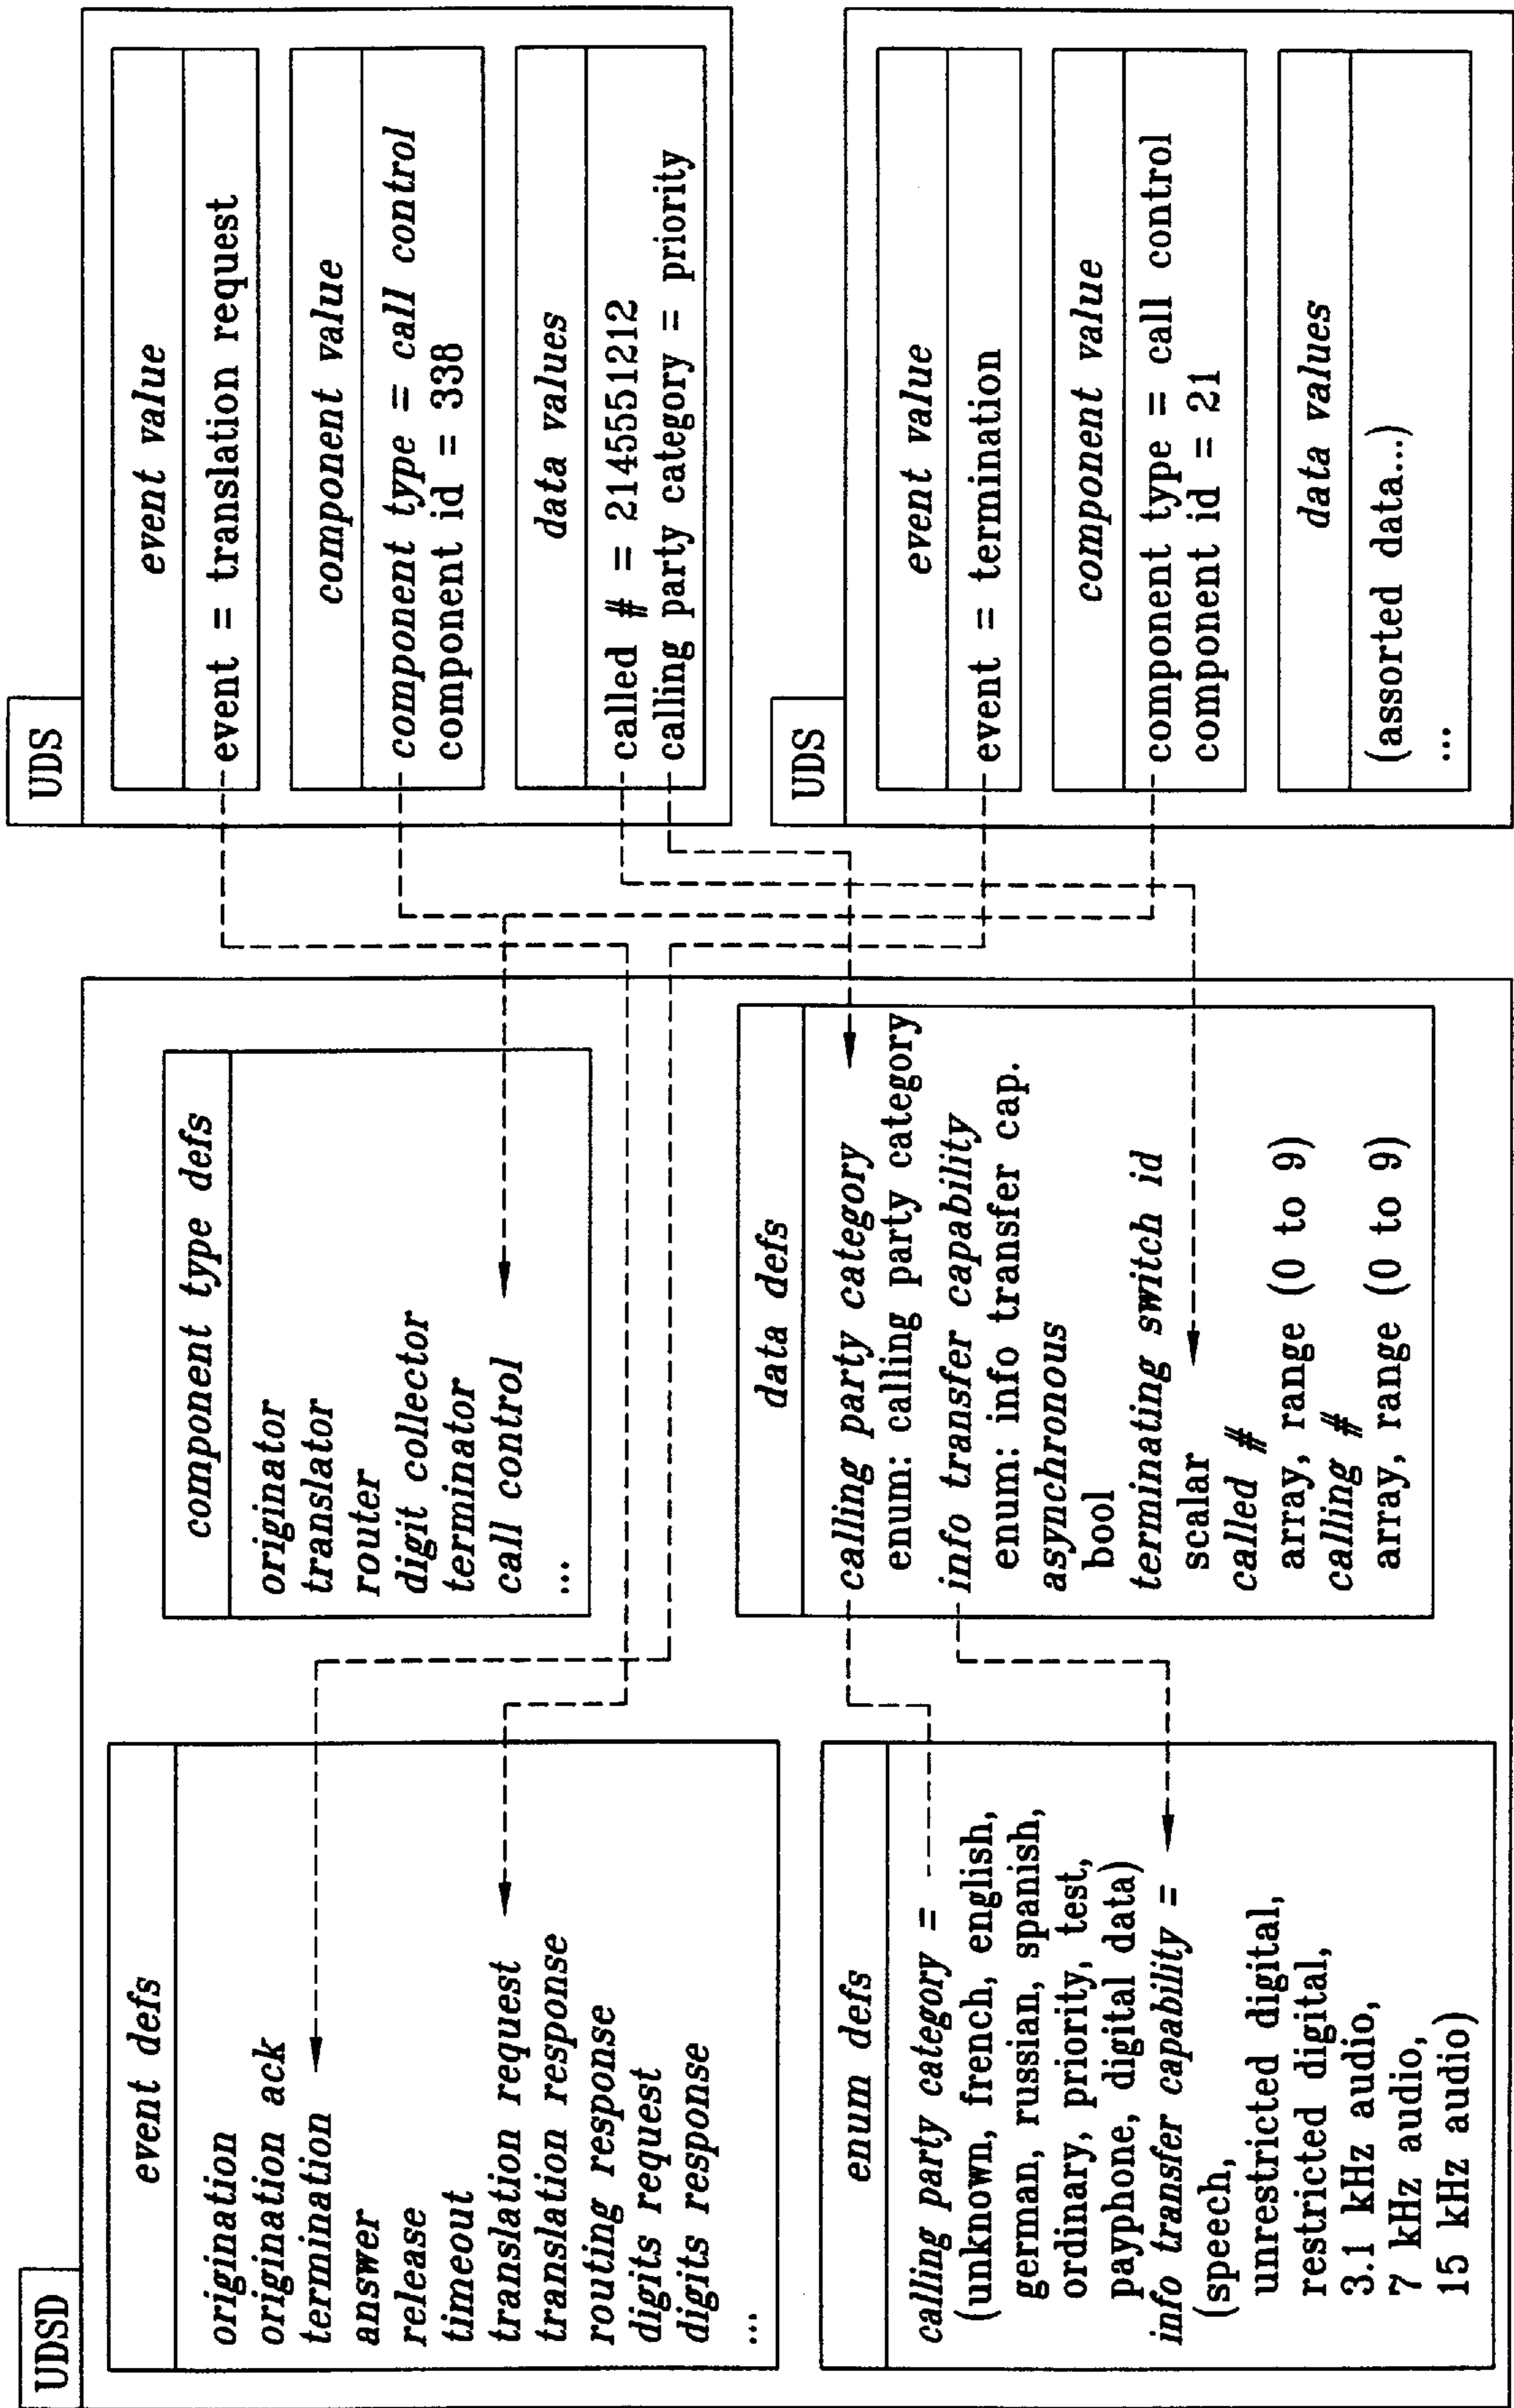 UDSD
event defs
origination
origination ack
termination
answer
release
timeout
translation request
translation response
routing response
digits request
digits response
...
component type defs
originator
translator
router
digit collector
terminator
call control
...
enum defs
calling party category =
(unknown, french, english,
german, russian, spanish,
ordinary, priority, test,
payphone, digital data)
info transfer capability =
(speech,
unrestricted digital,
restricted digital,
3.1 kHz audio,
7 kHz audio,
15 kHz audio)
data defs
calling party category
enum: calling party category
info transfer capability
enum: info transfer cap.
asynchronous
bool
terminating switch id
scalar
called #
array, range (0 to 9)
calling #
array, range (0 to 9)
UDS
event value
event = translation request
component value
component type = call control
component id = 338
data values
called # = 2145551212
calling party category = priority
UDS
event value
event = termination
component value
component type = call control
component id = 21
data values
(assorted data...)
...